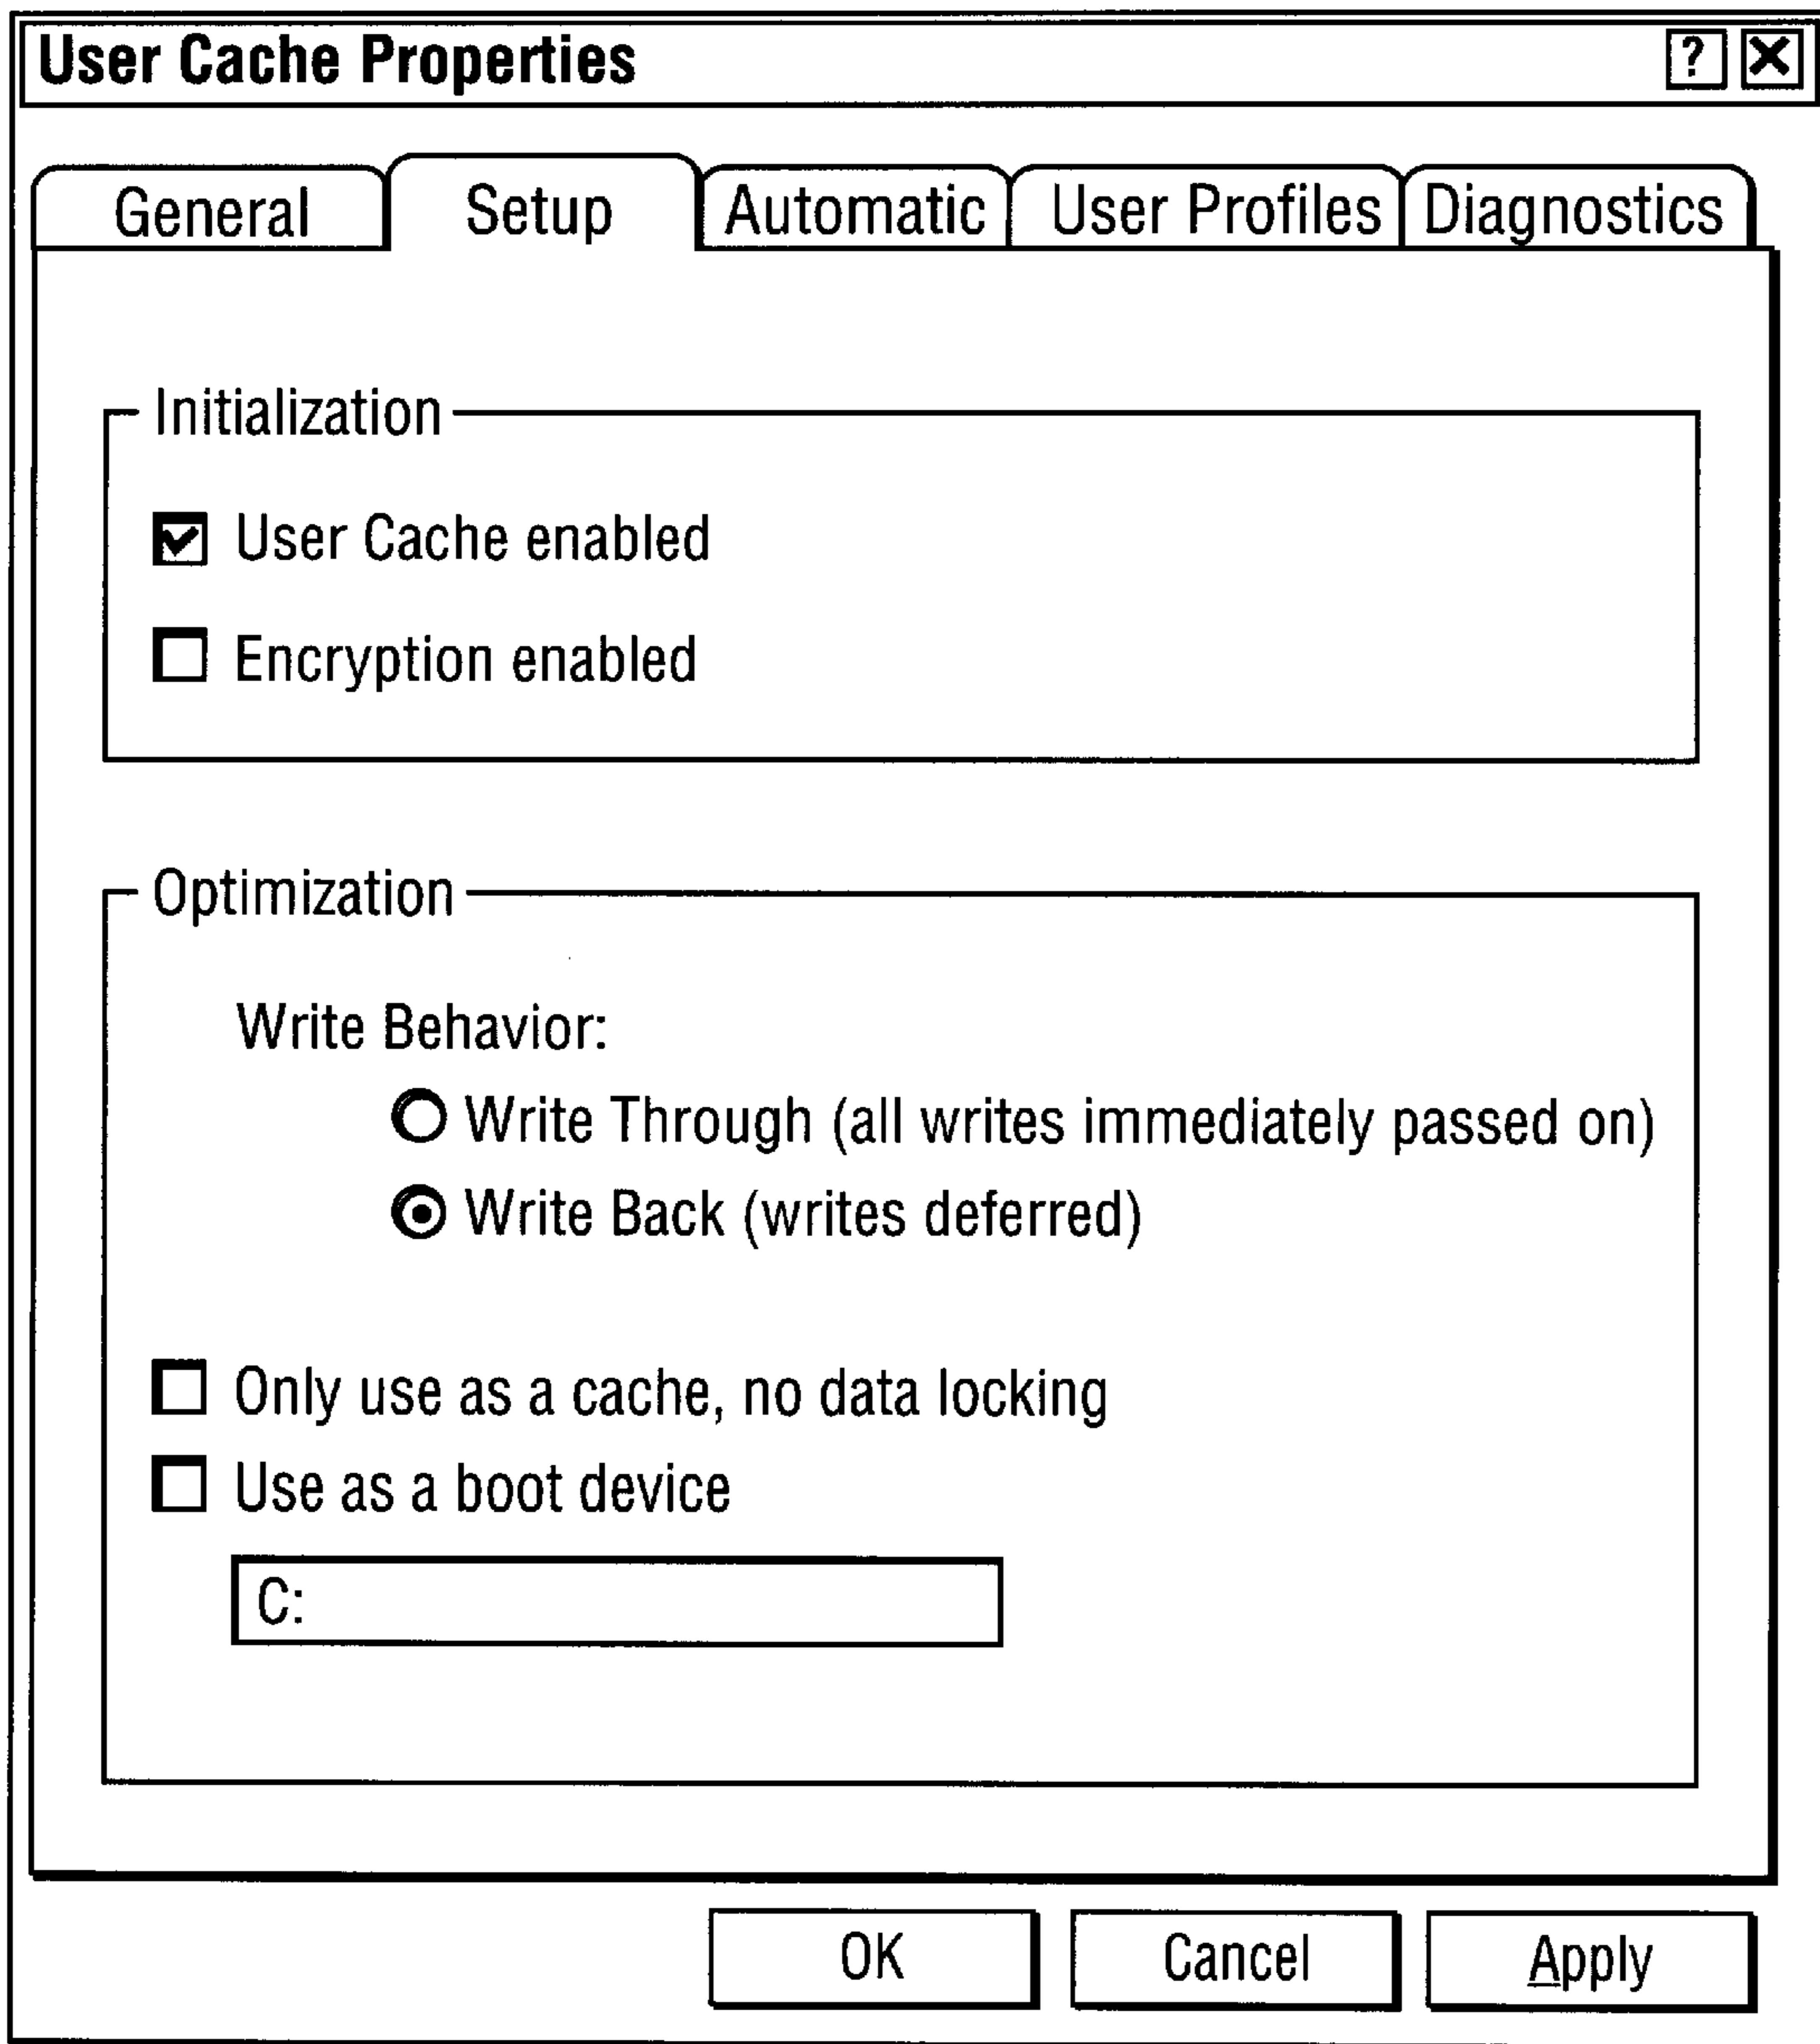 User Cache Properties ?
General Setup Automatic User Profiles Diagnostics
Initialization
User Cache enabled
Encryption enabled
Optimization
Write Behavior:
Write Through (all writes immediately passed on)
Write Back (writes deferred)
Only use as a cache, no data locking
Use as a boot device
C:
OK Cancel Apply